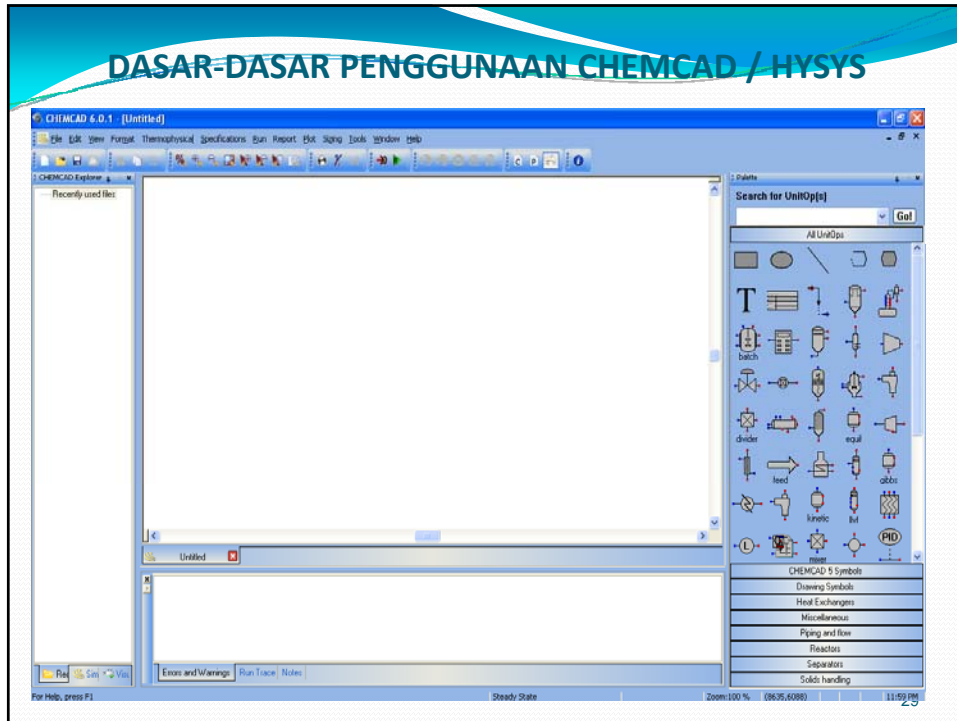 DASAR-DASAR PENGGUNAAN CHEMCAD / HYSYS
CHEMCAD 6.0.1 - [Untitled]
File Edit View Format Thermophysical Specifications Run Report Plot Sizing Tools Window Help
CHEMCAD Explorer
Recently used files
Palette
Search for UnitOp(s)
Go!
All UnitOps
T
batch
divider
equil
feed
gibbs
kinetic
llvl
L
mixer
PID
CHEMCAD 5 Symbols
Drawing Symbols
Heat Exchangers
Miscellaneous
Piping and flow
Reactors
Separators
Solids handling
Untitled
Errors and Warnings Run Trace Notes
For Help, press F1
Steady State
Zoom:100 %
(8635,6088)
11:59 PM
29